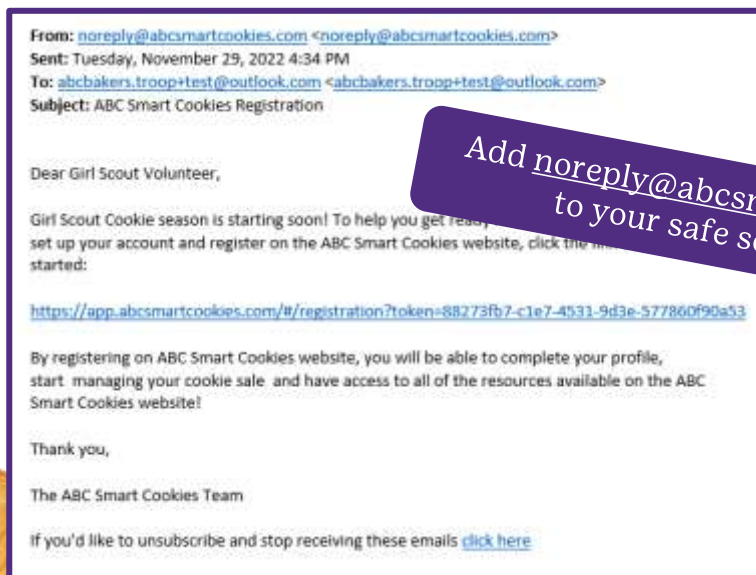 From: noreply@abcsmartcookies.com <noreply@abcsmartcookies.com>
Sent: Tuesday, November 29, 2022 4:34 PM
To: abcbakers.troop+test@outlook.com <abcbakers.troop+test@outlook.com>
Subject: ABC Smart Cookies Registration
Add noreply@abcs
to your safe s
Dear Girl Scout Volunteer,
Girl Scout Cookie season is starting soon! To help you get
set up your account and register on the ABC Smart Cookies website, click the
started:
https://app.abcsmartcookies.com/#/registration?token=88273fb7-c1e7-4531-9d3e-577860f90a53
By registering on ABC Smart Cookies website, you will be able to complete your profile,
start managing your cookie sale and have access to all of the resources available on the ABC
Smart Cookies website!
Thank you,
The ABC Smart Cookies Team
If you'd like to unsubscribe and stop receiving these emails click here